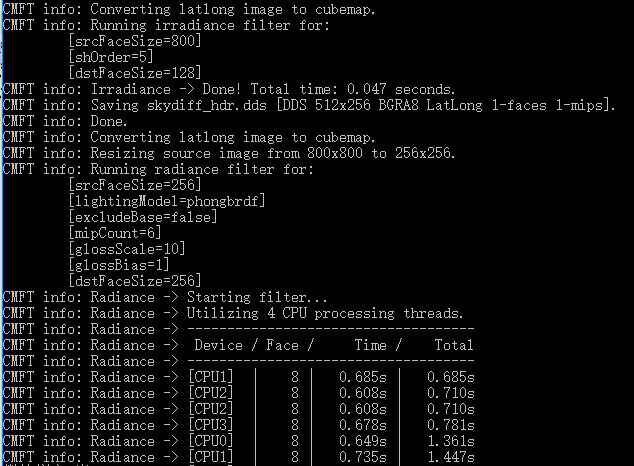 CMFT info: Converting latlong image to cubemap.
CMFT info: Running irradiance filter for:
[srcFaceSize=800]
[shOrder=5]
[dstFaceSize=128]
CMFT info: Irradiance -> Done! Total time: 0.047 seconds.
CMFT info: Saving skydiff_hdr.dds [DDS 512x256 BGRA8 LatLong 1-faces 1-mips].
CMFT info: Done.
CMFT info: Converting latlong image to cubemap.
CMFT info: Resizing source image from 800x800 to 256x256.
CMFT info: Running radiance filter for:
[srcFaceSize=256]
[lightingModel=phongbrdf]
[excludeBase=false]
[mipCount=6]
[glossScale=10]
[glossBias=1]
[dstFaceSize=256]
CMFT info: Radiance -> Starting filter...
CMFT info: Radiance -> Utilizing 4 CPU processing threads.
CMFT info: Radiance -> -----------------------------------
CMFT info: Radiance ->  Device / Face /     Time /    Total
CMFT info: Radiance -> -----------------------------------
CMFT info: Radiance -> [CPU1]  |    8 |   0.685s |   0.685s
CMFT info: Radiance -> [CPU2]  |    8 |   0.608s |   0.710s
CMFT info: Radiance -> [CPU2]  |    8 |   0.608s |   0.710s
CMFT info: Radiance -> [CPU3]  |    8 |   0.678s |   0.781s
CMFT info: Radiance -> [CPU0]  |    8 |   0.649s |   1.361s
CMFT info: Radiance -> [CPU1]  |    8 |   0.735s |   1.447s